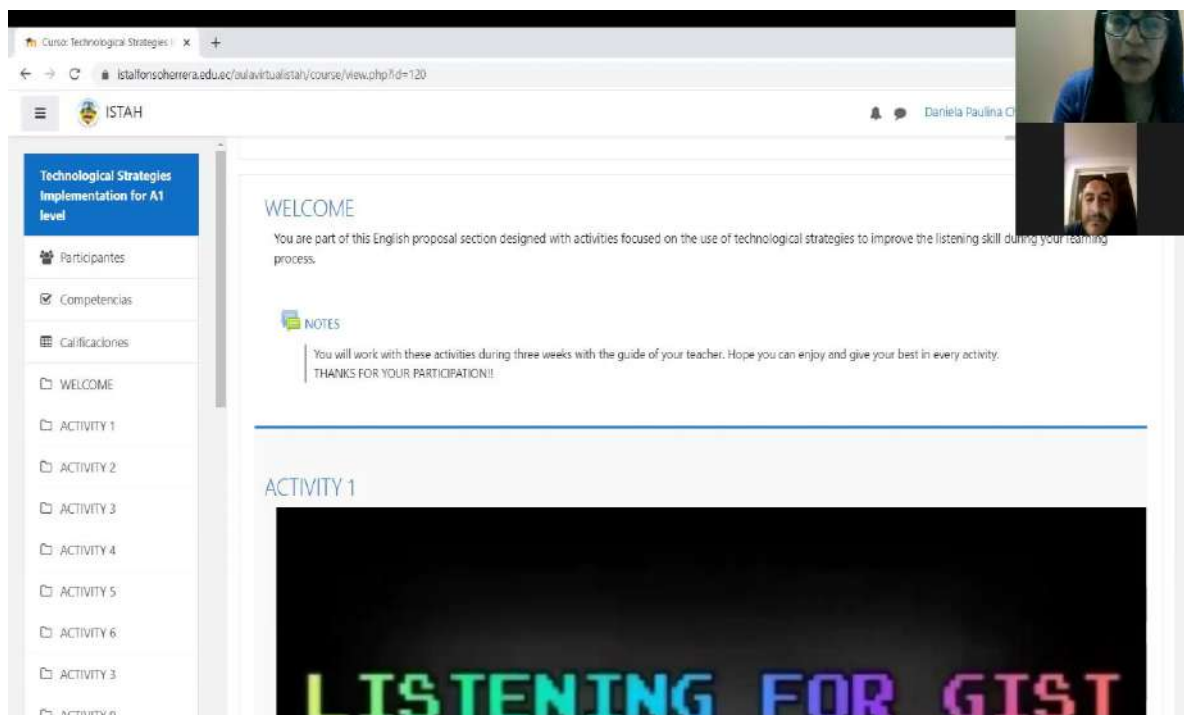 Curso: Technological Strategies I
istalfonsoherrera.edu.ec/aulavirtualistah/course/view.php?id=120
ISTAH
Daniela Paulina
Technological Strategies
Implementation for A1
level
Participantes
Competencias
Calificaciones
WELCOME
ACTIVITY 1
ACTIVITY 2
ACTIVITY 3
ACTIVITY 4
ACTIVITY 5
ACTIVITY 6
ACTIVITY 3
ACTIVITY
WELCOME
You are part of this English proposal section designed with activities focused on the use of technological strategies to improve the listening skill during your learning
process.
NOTES
You will work with these activities during three weeks with the guide of your teacher. Hope you can enjoy and give your best in every activity.
THANKS FOR YOUR PARTICIPATION!!
ACTIVITY 1
LISTENING FOR GIST